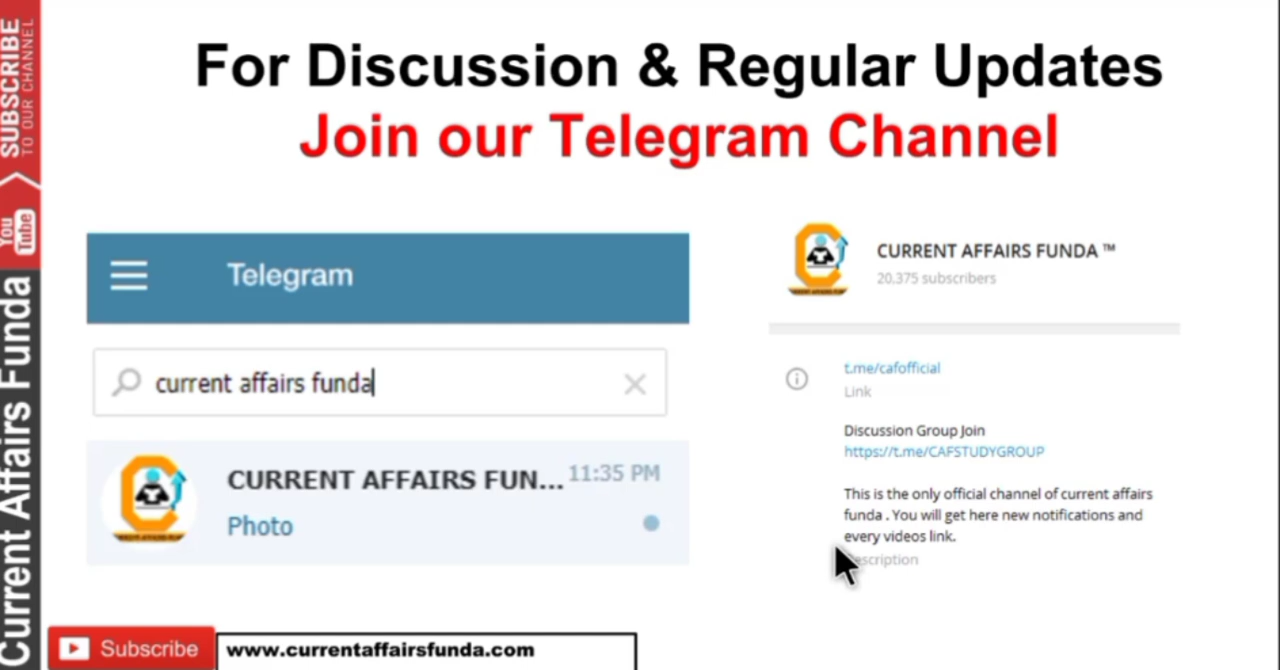 SUBSCRIBE
TO OUR CHANNEL
You Tube
Current Affairs Funda
For Discussion & Regular Updates
Join our Telegram Channel
Telegram
current affairs funda
CURRENT AFFAIRS FUN... 11:35 PM
Photo
CURRENT AFFAIRS FUNDA ™
20,375 subscribers
t.me/cafofficial
Link
Discussion Group Join
https://t.me/CAFSTUDYGROUP
This is the only official channel of current affairs
funda . You will get here new notifications and
every videos link.
Subscribe
www.currentaffairsfunda.com